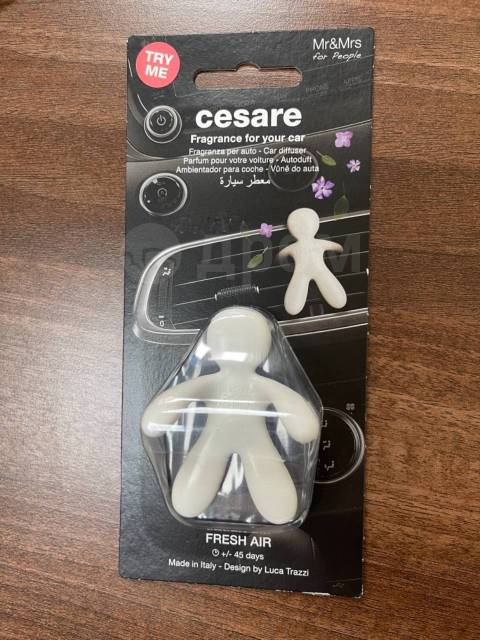 TRY
ME
Mr&Mrs
for People
PHONE
cesare
Fragrance for your car
Fragranza per auto - Car diffuser
Parfum pour votre voiture - Autoduft
Ambientador para coche - Vůně do auta
معطر سيارة
дром
FRESH AIR
+/- 45 days
Made in Italy - Design by Luca Trazzi